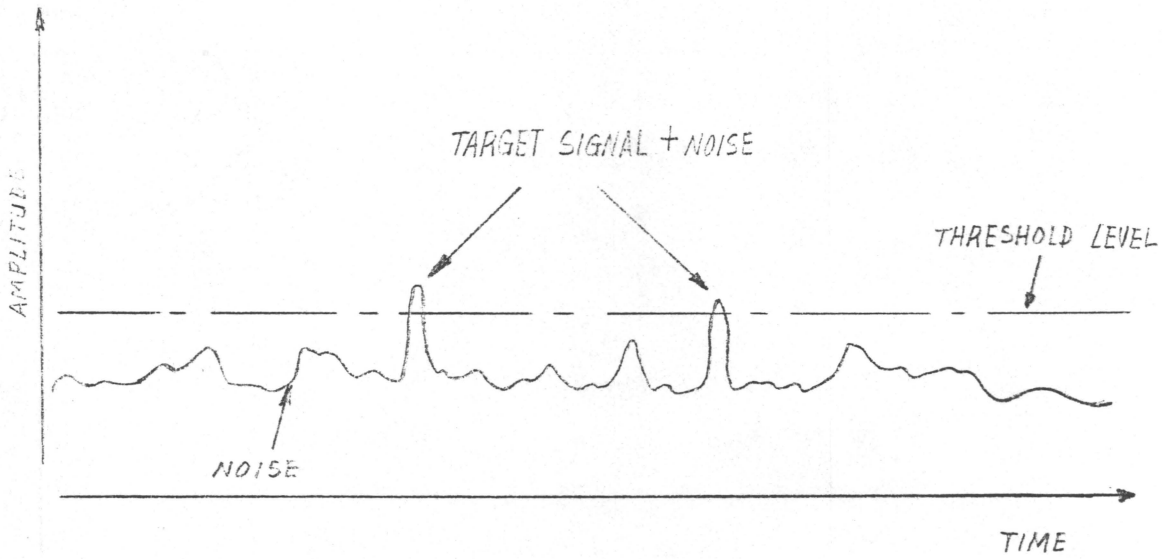 AMPLITUDE
TARGET SIGNAL + NOISE
THRESHOLD LEVEL
NOISE
TIME